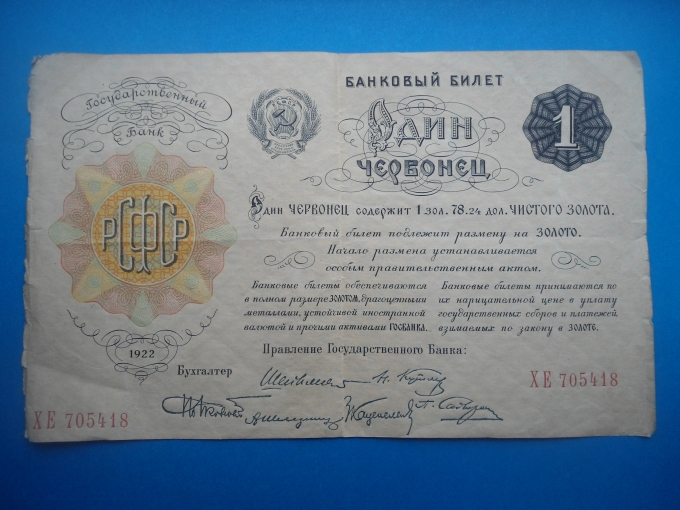 Государственный
Банк
РСФСР
1922
БАНКОВЫЙ БИЛЕТ
Один
ЧЕРВОНЕЦ
1
Один ЧЕРВОНЕЦ содержит 1 зол. 78.24 дол. ЧИСТОГО ЗОЛОТА.
Банковый билет подлежит размену на ЗОЛОТО.
Начало размена устанавливается
особым правительственным актом.
Банковые билеты обеспечиваются
в полном размере ЗОЛОТОМ, драгоценными
металлами, устойчивой иностранной
валютой и прочими активами ГОСБАНКА.
Банковые билеты принимаются по
их нарицательной цене в уплату
государственных сборов и платежей,
взимаемых по закону в ЗОЛОТЕ.
Правление Государственного Банка:
Бухгалтер
ХЕ 705418
ХЕ 705418